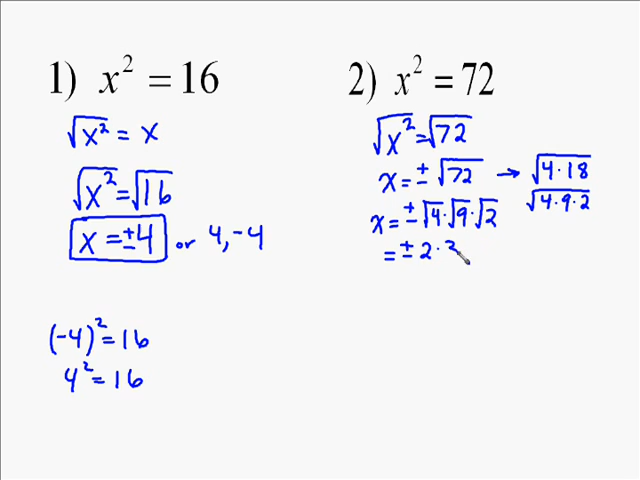 1) x² = 16
√x² = x
√x² = √16
x = ±4 or 4, -4
(-4)² = 16
4² = 16
2) x² = 72
√x² = √72
x = ± √72 → √4·18
√4·9·2
x = ± √4·√9·√2
= ± 2·3